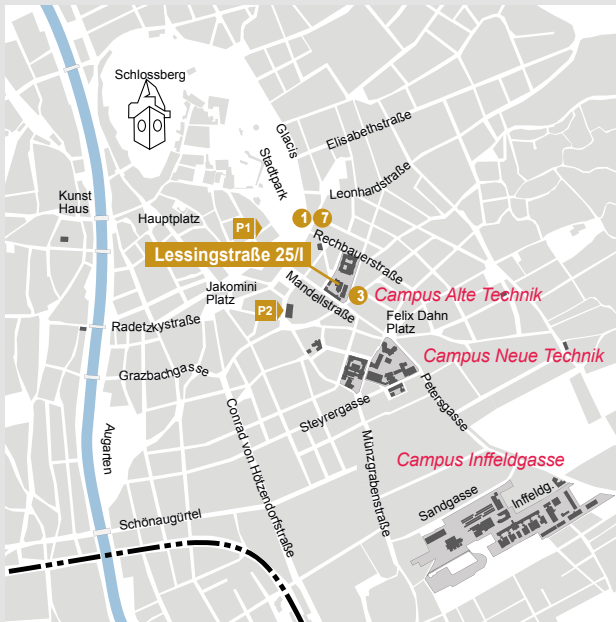 Schlossberg
Glacis
Elisabethstraße
Stadtpark
Leonhardstraße
Kunst
Haus
Hauptplatz
P1
1
7
Rechbauerstraße
Lessingstraße 25/I
Jakomini
Platz
Mandellstraße
3
Campus Alte Technik
P2
Felix Dahn
Platz
Radetzkystraße
Campus Neue Technik
Grazbachgasse
Petersgasse
Steyrergasse
Conrad von Hötzendorfstraße
Münzgrabenstraße
Augarten
Campus Inffeldgasse
Sandgasse
Inffeldg.
Schönaugürtel